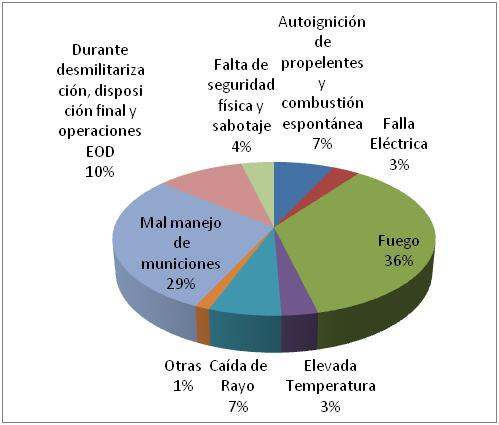 Durante
desmilitariza
ción, disposi
ción final y
operaciones
EOD
10%
Falta de
seguridad
física y
sabotaje
4%
Autoignición
de
propelentes
y
combustión
espontánea
7%
Falla
Eléctrica
3%
Fuego
36%
Elevada
Temperatura
3%
Caída de
Rayo
7%
Otras
1%
Mal manejo
de
municiones
29%